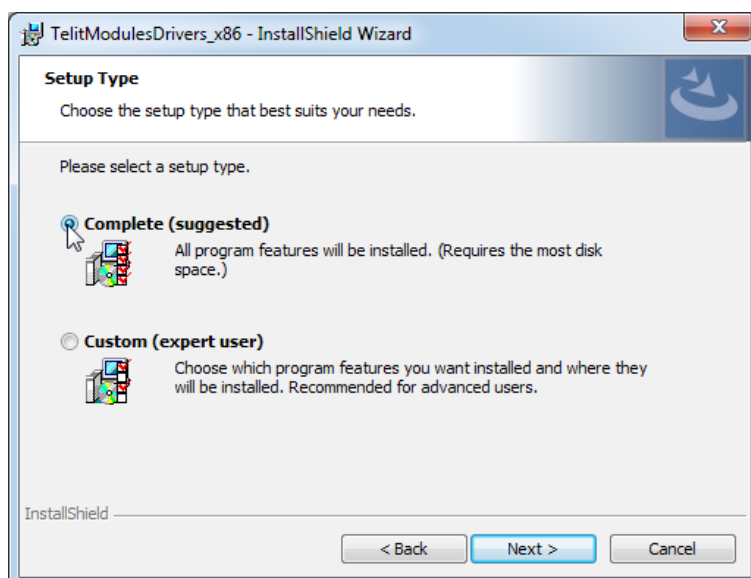 TelitModulesDrivers_x86 - InstallShield Wizard
Setup Type
Choose the setup type that best suits your needs.
Please select a setup type.
Complete (suggested)
All program features will be installed. (Requires the most disk
space.)
Custom (expert user)
Choose which program features you want installed and where they
will be installed. Recommended for advanced users.
InstallShield
< Back Next > Cancel